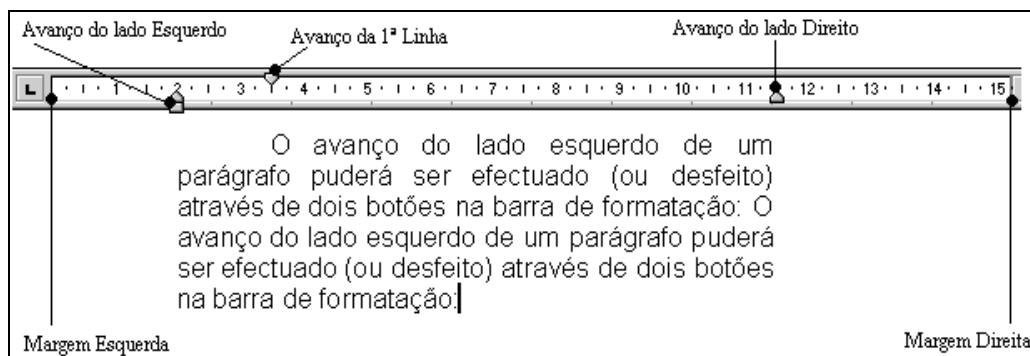 Avanço do lado Esquerdo
Avanço da 1ª Linha
Avanço do lado Direito
L 1 2 3 4 5 6 7 8 9 10 11 12 13 14 15
O avanço do lado esquerdo de um
parágrafo puderá ser efectuado (ou desfeito)
através de dois botões na barra de formatação: O
avanço do lado esquerdo de um parágrafo puderá
ser efectuado (ou desfeito) através de dois botões
na barra de formatação:
Margem Esquerda
Margem Direita